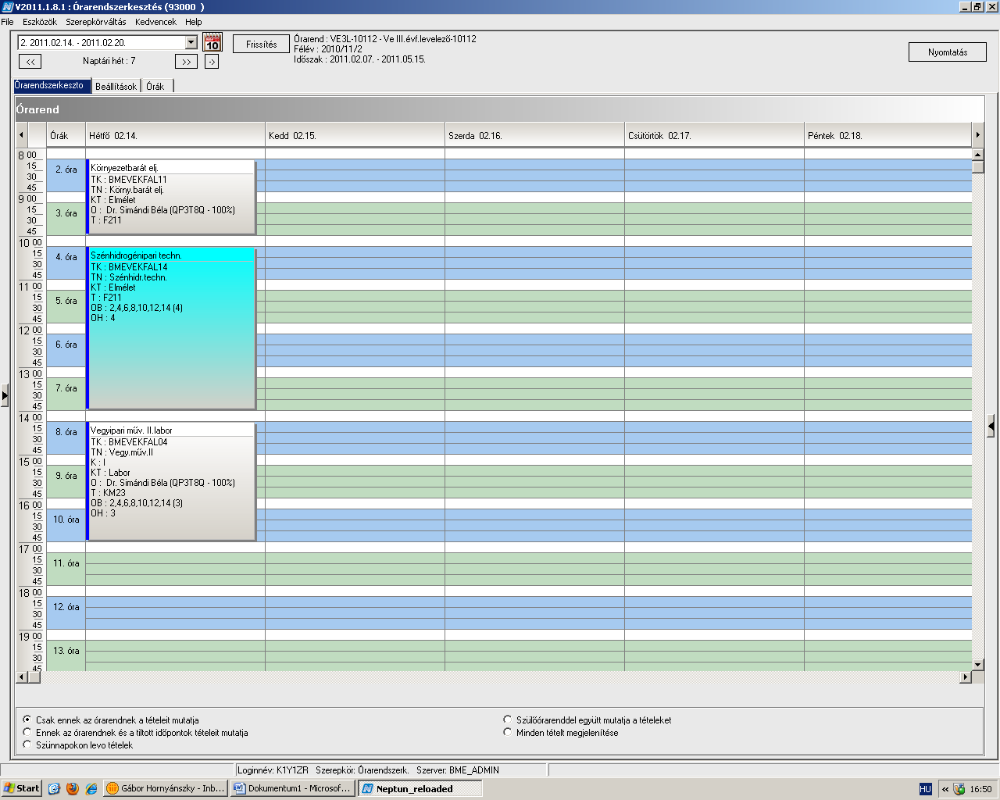 V2011.1.8.1 : Órarendszerkesztés (93000  )
File Eszközök Szerepkörváltás Kedvencek Help
2. 2011.02.14. - 2011.02.20.
10
Frissítés
Órarend : VE3L-10112 - Ve III.évf.levelező-10112
Félév : 2010/11/2
Időszak : 2011.02.07. - 2011.05.15.
Nyomtatás
<< Naptári hét : 7 >> ->
Órarendszerkeszto Beállítások Órák
Órarend
Órák Hétfő 02.14. Kedd 02.15. Szerda 02.16. Csütörtök 02.17. Péntek 02.18.
8 00
15
30
45
9 00
15
30
45
10 00
15
30
45
11 00
15
30
45
12 00
15
30
45
13 00
15
30
45
14 00
15
30
45
15 00
15
30
45
16 00
15
30
45
17 00
15
30
45
18 00
15
30
45
19 00
15
30
45
2. óra
3. óra
4. óra
5. óra
6. óra
7. óra
8. óra
9. óra
10. óra
11. óra
12. óra
13. óra
Környezetbarát elj.
TK : BMEVEKFAL11
TN : Körny.barát elj.
KT : Elmélet
O : Dr. Simándi Béla (QP3T8Q - 100%)
T : F211
Szénhidrogénipari techn.
TK : BMEVEKFAL14
TN : Szénhidr.techn.
KT : Elmélet
T : F211
OB : 2,4,6,8,10,12,14 (4)
OH : 4
Vegyipari műv. II.labor
TK : BMEVEKFAL04
TN : Vegy.műv.II
K : I
KT : Labor
O : Dr. Simándi Béla (QP3T8Q - 100%)
T : KM23
OB : 2,4,6,8,10,12,14 (3)
OH : 3
Csak ennek az órarendnek a tételeit mutatja
Ennek az órarendnek és a tiltott időpontok tételeit mutatja
Szünnapokon levo tételek
Szülőórarenddel együtt mutatja a tételeket
Minden tételt megjelenítése
Loginnév: K1Y1ZR Szerepkör: Órarendszerk. Szerver: BME_ADMIN
Start Gábor Hornyánszky - Inb... Dokumentum1 - Microsof... Neptun_reloaded HU « 16:50